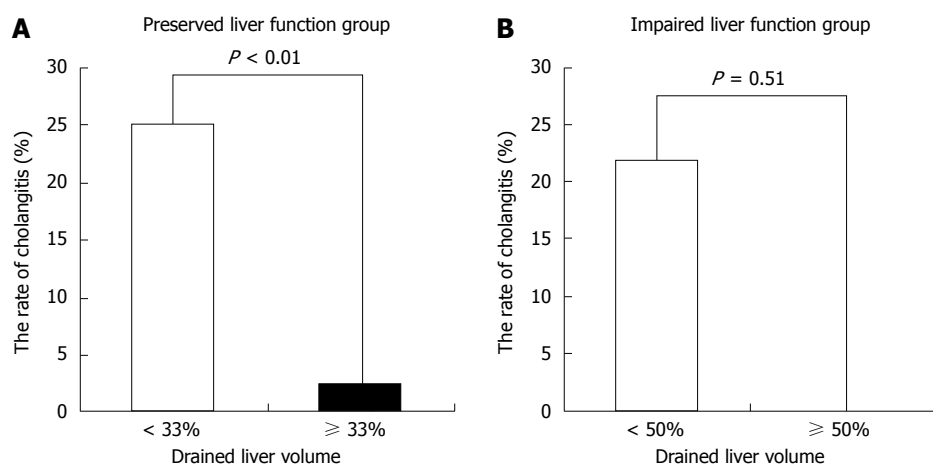 A
Preserved liver function group
P < 0.01
30
25
20
15
10
5
0
The rate of cholangitis (%)
< 33%
⩾ 33%
Drained liver volume
B
Impaired liver function group
P = 0.51
30
25
20
15
10
5
0
The rate of cholangitis (%)
< 50%
⩾ 50%
Drained liver volume